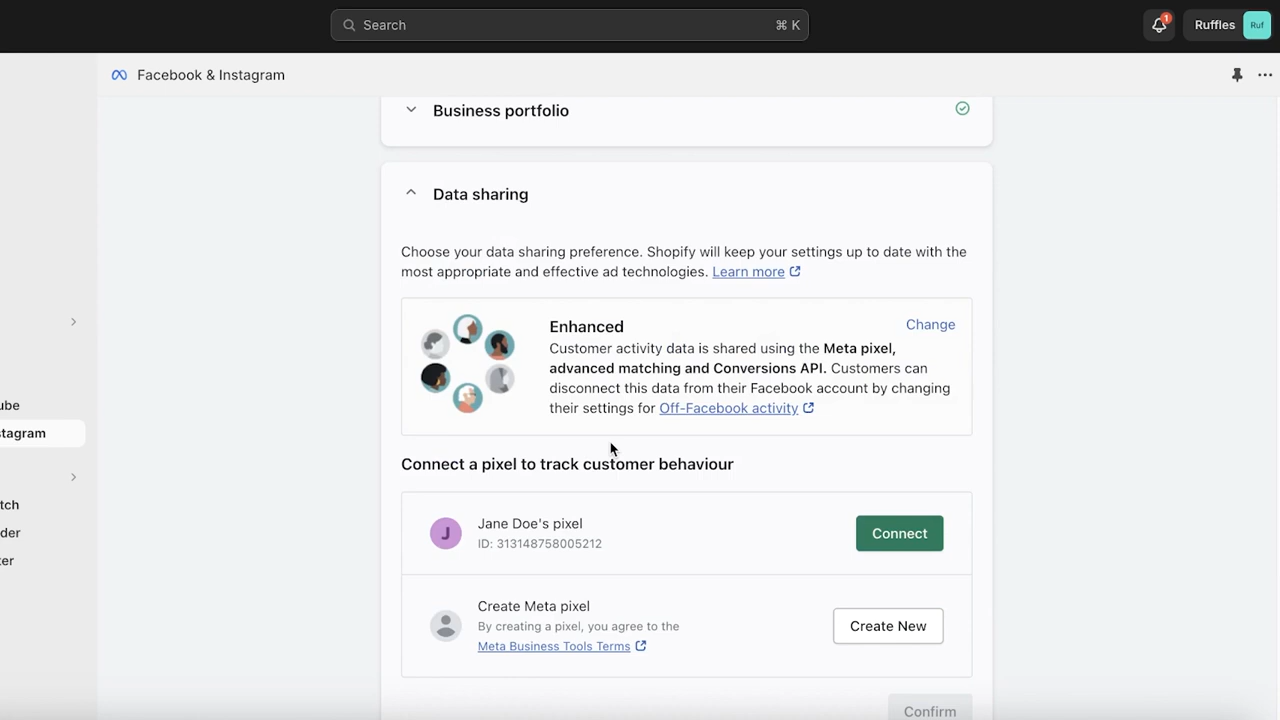 Search
⌘ K
1
Ruffles
Ruf
Facebook & Instagram
Business portfolio
Data sharing
Choose your data sharing preference. Shopify will keep your settings up to date with the
most appropriate and effective ad technologies. Learn more
Enhanced
Change
Customer activity data is shared using the Meta pixel,
advanced matching and Conversions API. Customers can
disconnect this data from their Facebook account by changing
their settings for Off-Facebook activity
ube
stagram
Connect a pixel to track customer behaviour
tch
der
ter
J
Jane Doe's pixel
ID: 313148758005212
Connect
Create Meta pixel
By creating a pixel, you agree to the
Meta Business Tools Terms
Create New
Confirm